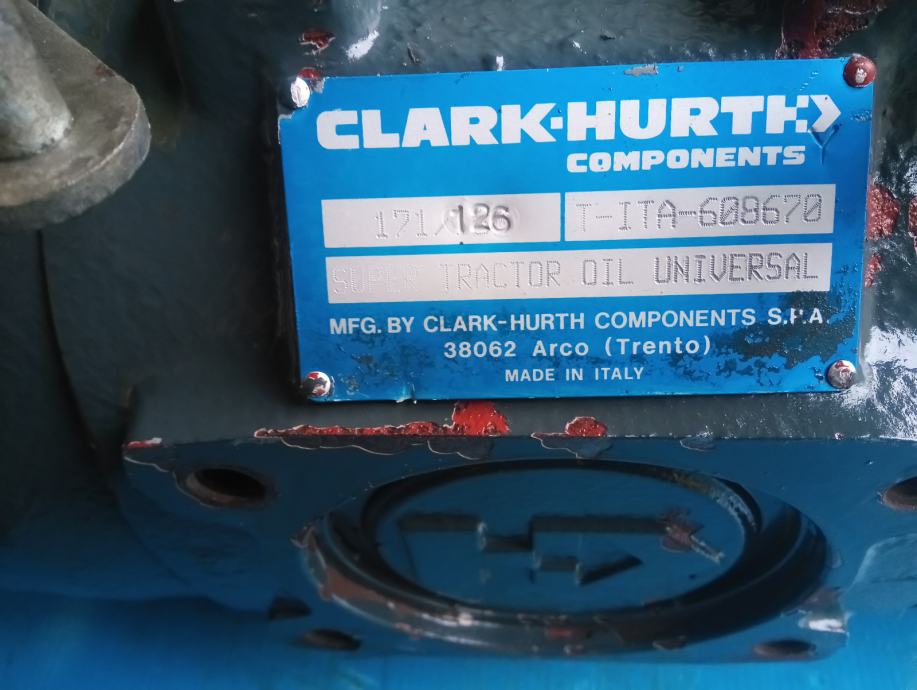 CLARK-HURTH
COMPONENTS
171/126 T-ITA-608670
SUPER TRACTOR OIL UNIVERSAL
MFG. BY CLARK-HURTH COMPONENTS S.P.A.
38062 Arco (Trento)
MADE IN ITALY